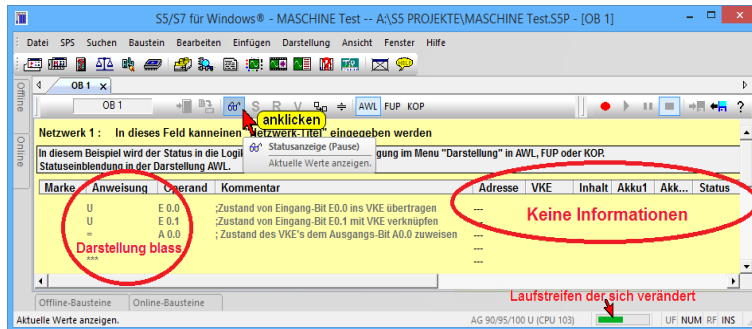 S5/S7 für Windows® - MASCHINE Test -- A:\S5 PROJEKTE\MASCHINE Test.S5P - [OB 1]
Datei SPS Suchen Baustein Bearbeiten Einfügen Darstellung Ansicht Fenster Hilfe
OB 1 x
OB 1 S R V AWL FUP KOP ?
anklicken
Offline
Online
Netzwerk 1 : In dieses Feld kanneinen "Netzwerk-Titel" eingegeben werden
Statusanzeige (Pause)
Aktuelle Werte anzeigen.
In diesem Beispiel wird der Status in die Logik gung im Menu "Darstellung" in AWL, FUP oder KOP.
Statuseinblendung in der Darstellung AWL.
Marke Anweisung Operand Kommentar Adresse VKE Inhalt Akku1 Akk... Status
U E 0.0 ;Zustand von Eingang-Bit E0.0 ins VKE übertragen ---
U E 0.1 ;Zustand von Eingang-Bit E0.1 mit VKE verknüpfen ---
= A 0.0 ; Zustand des VKE's dem Ausgangs-Bit A0.0 zuweisen ---
*** ---
Darstellung blass
Keine Informationen
Laufstreifen der sich verändert
Offline-Bausteine Online-Bausteine
Aktuelle Werte anzeigen. AG 90/95/100 U (CPU 103) UF NUM RF INS